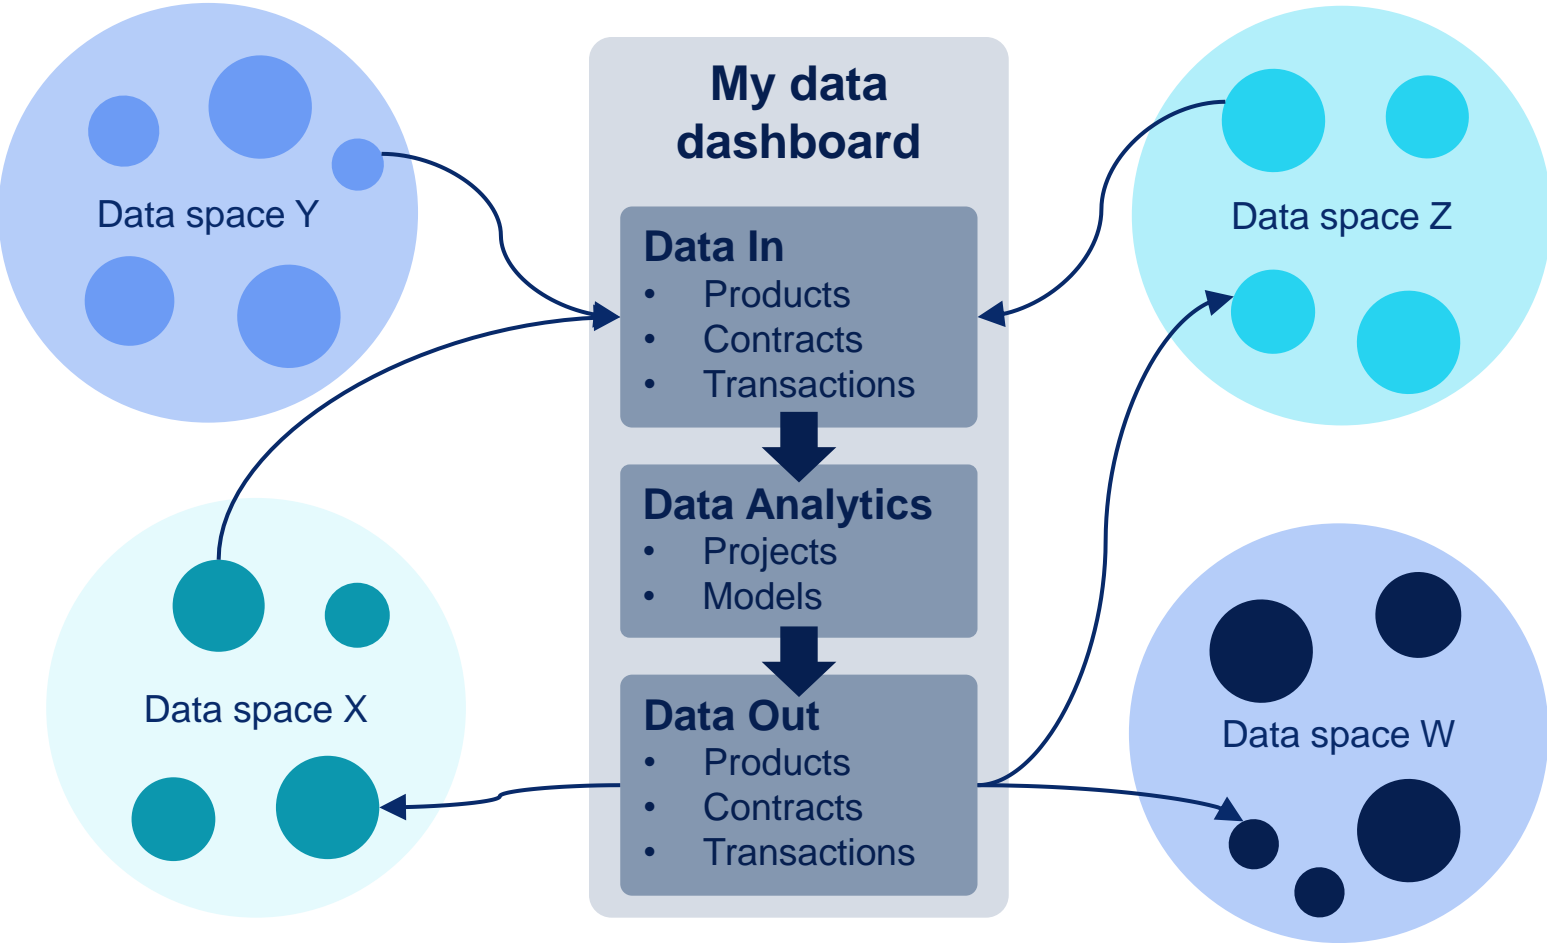 My data
dashboard
Data space Y
Data space Z
Data In
• Products
• Contracts
• Transactions
Data Analytics
• Projects
• Models
Data space X
Data space W
Data Out
• Products
• Contracts
• Transactions